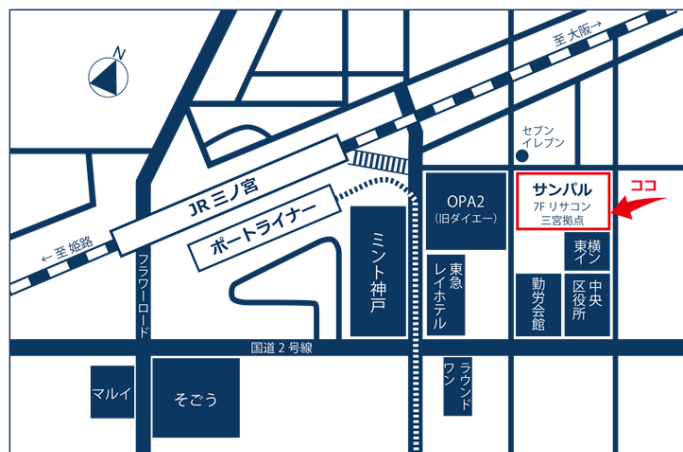 N
至 大阪→
セブン
イレブン
JR 三ノ宮
ポートライナー
← 至 姫路
フラワーロード
ミント神戸
OPA2
（旧ダイエー）
サンパル
7F リサコン
三宮拠点
ココ
東横イン
東急レイホテル
勤労会館
中央区役所
国道 2 号線
マルイ
そごう
ラウンドワン